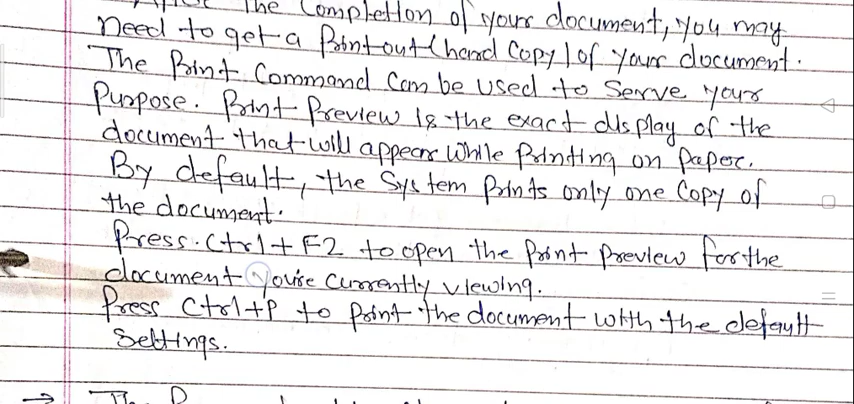 After the Completion of your document, you may
need to get a Printout (hard Copy) of your document.
The Print Command Can be used to Serve your
Purpose. Print Preview is the exact display of the
document that will appear while Printing on paper.
By default, the System Prints only one Copy of
the document.
Press Ctrl + F2 to open the Print Preview for the
document you're Currently viewing.
Press Ctrl+P to print the document with the default
Settings.
→ The